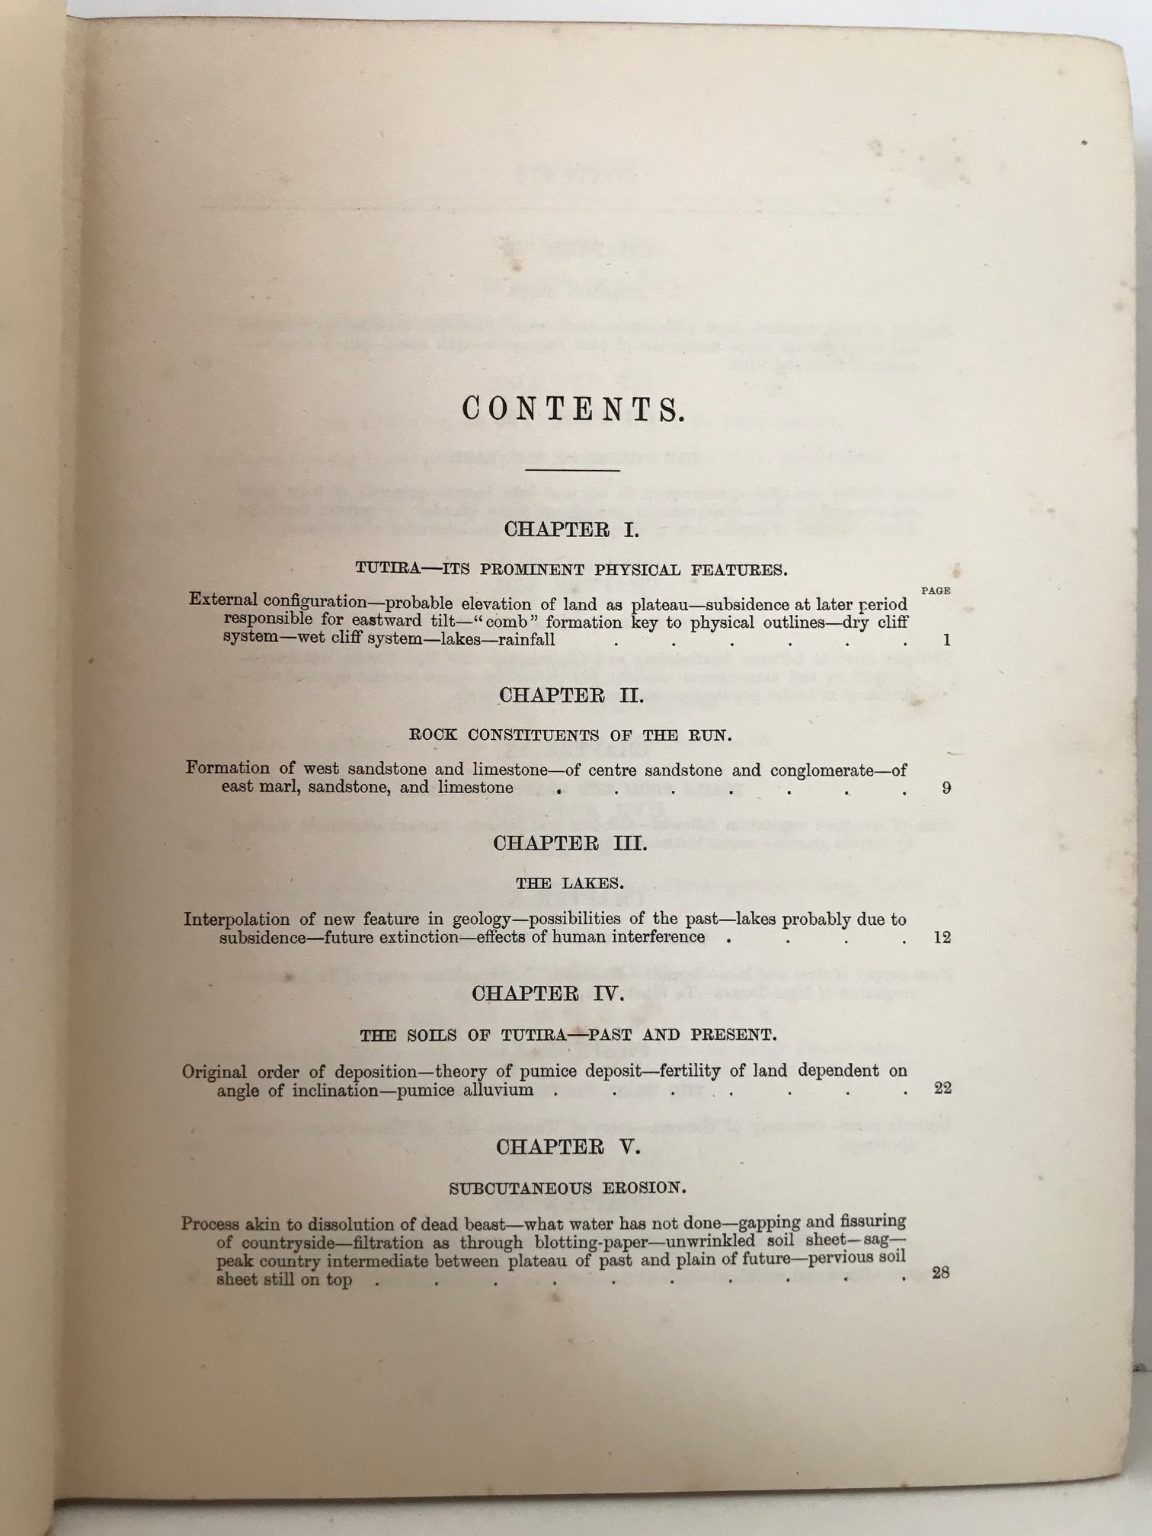 CONTENTS.
CHAPTER I.
TUTIRA—ITS PROMINENT PHYSICAL FEATURES.
PAGE
External configuration—probable elevation of land as plateau—subsidence at later period
responsible for eastward tilt—"comb" formation key to physical outlines—dry cliff
system—wet cliff system—lakes—rainfall . . . . . . 1
CHAPTER II.
ROCK CONSTITUENTS OF THE RUN.
Formation of west sandstone and limestone—of centre sandstone and conglomerate—of
east marl, sandstone, and limestone . . . . . . . 9
CHAPTER III.
THE LAKES.
Interpolation of new feature in geology—possibilities of the past—lakes probably due to
subsidence—future extinction—effects of human interference . . . . 12
CHAPTER IV.
THE SOILS OF TUTIRA—PAST AND PRESENT.
Original order of deposition—theory of pumice deposit—fertility of land dependent on
angle of inclination—pumice alluvium . . . . . . . 22
CHAPTER V.
SUBCUTANEOUS EROSION.
Process akin to dissolution of dead beast—what water has not done—gapping and fissuring
of countryside—filtration as through blotting-paper—unwrinkled soil sheet—sag—
peak country intermediate between plateau of past and plain of future—pervious soil
sheet still on top . . . . . . . . . . 28